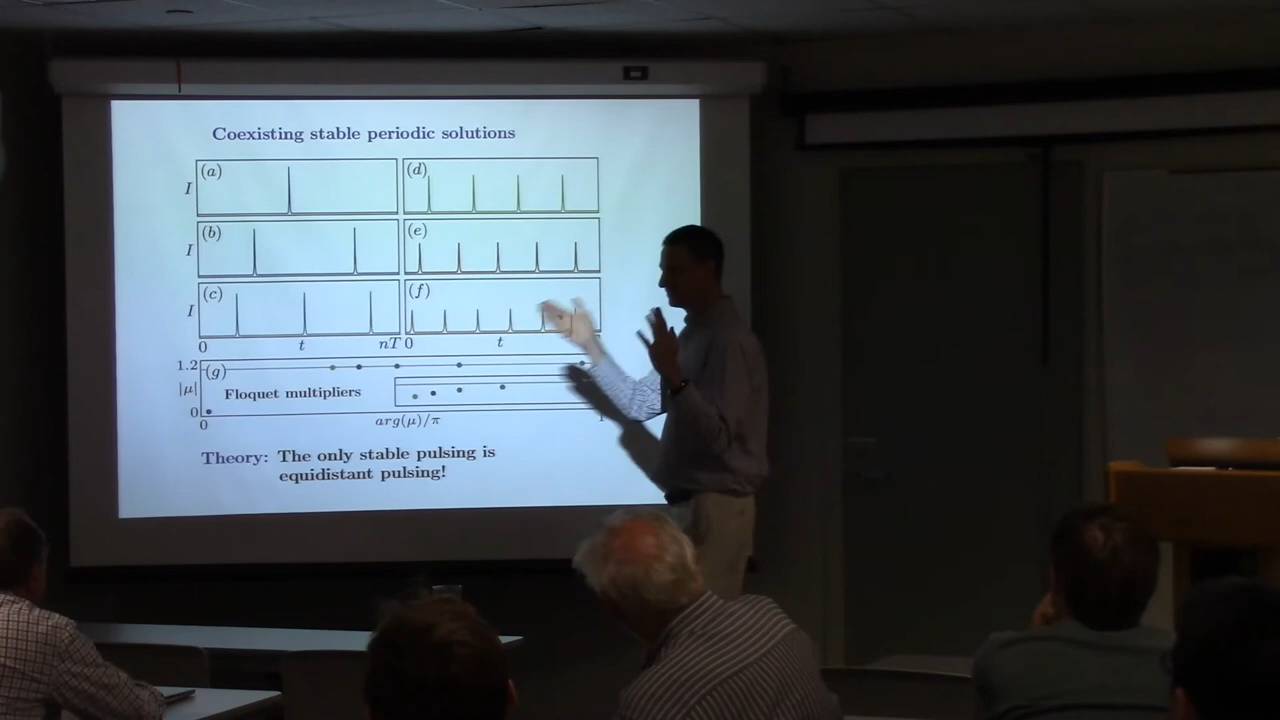 Coexisting stable periodic solutions
(a)
(d)
I
(b)
(e)
I
(c)
(f)
I
0 t nT 0 t
1.2 (g)
|μ| Floquet multipliers
0
0 arg(μ)/π 1
Theory: The only stable pulsing is
equidistant pulsing!